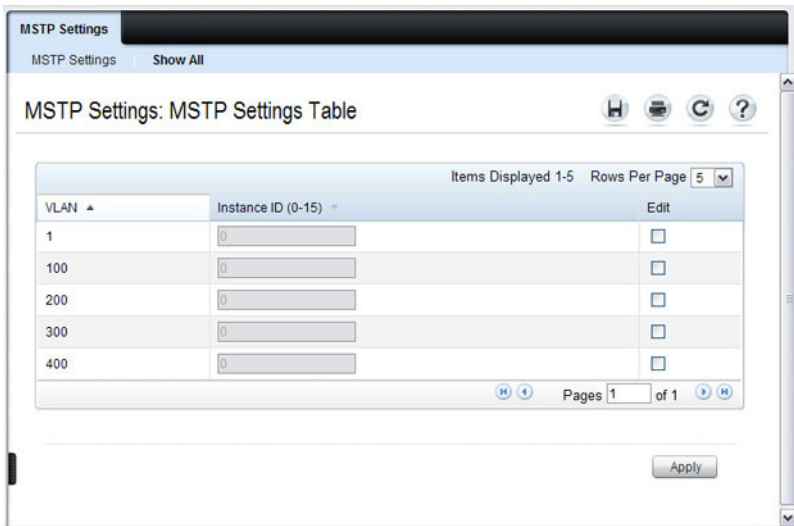 MSTP Settings
MSTP Settings Show All
MSTP Settings: MSTP Settings Table
?
Items Displayed 1-5 Rows Per Page 5
VLAN Instance ID (0-15) Edit
1 0
100 0
200 0
300 0
400 0
Pages 1 of 1
Apply